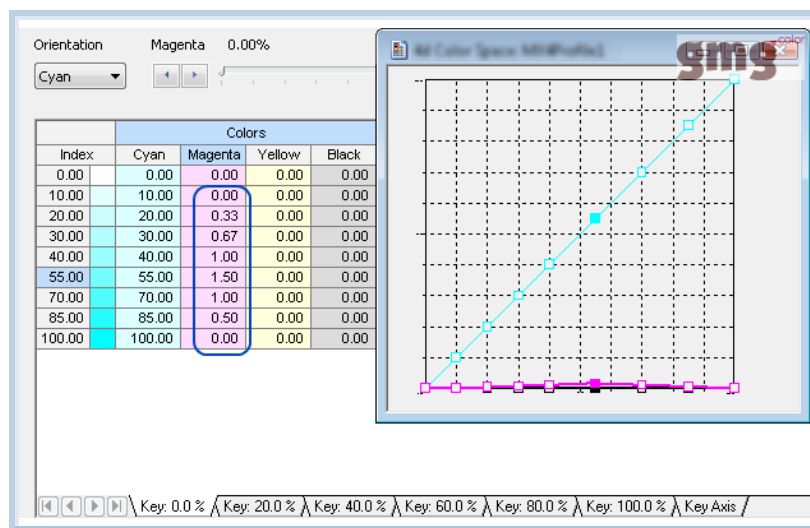 Orientation
Magenta 0.00%
Cyan
Colors
Index Cyan Magenta Yellow Black
0.00 0.00 0.00 0.00 0.00
10.00 10.00 0.00 0.00 0.00
20.00 20.00 0.33 0.00 0.00
30.00 30.00 0.67 0.00 0.00
40.00 40.00 1.00 0.00 0.00
55.00 55.00 1.50 0.00 0.00
70.00 70.00 1.00 0.00 0.00
85.00 85.00 0.50 0.00 0.00
100.00 100.00 0.00 0.00 0.00
4d Color Space: MX4Profile1
gmg color
Key: 0.0 % Key: 20.0 % Key: 40.0 % Key: 60.0 % Key: 80.0 % Key: 100.0 % Key Axis